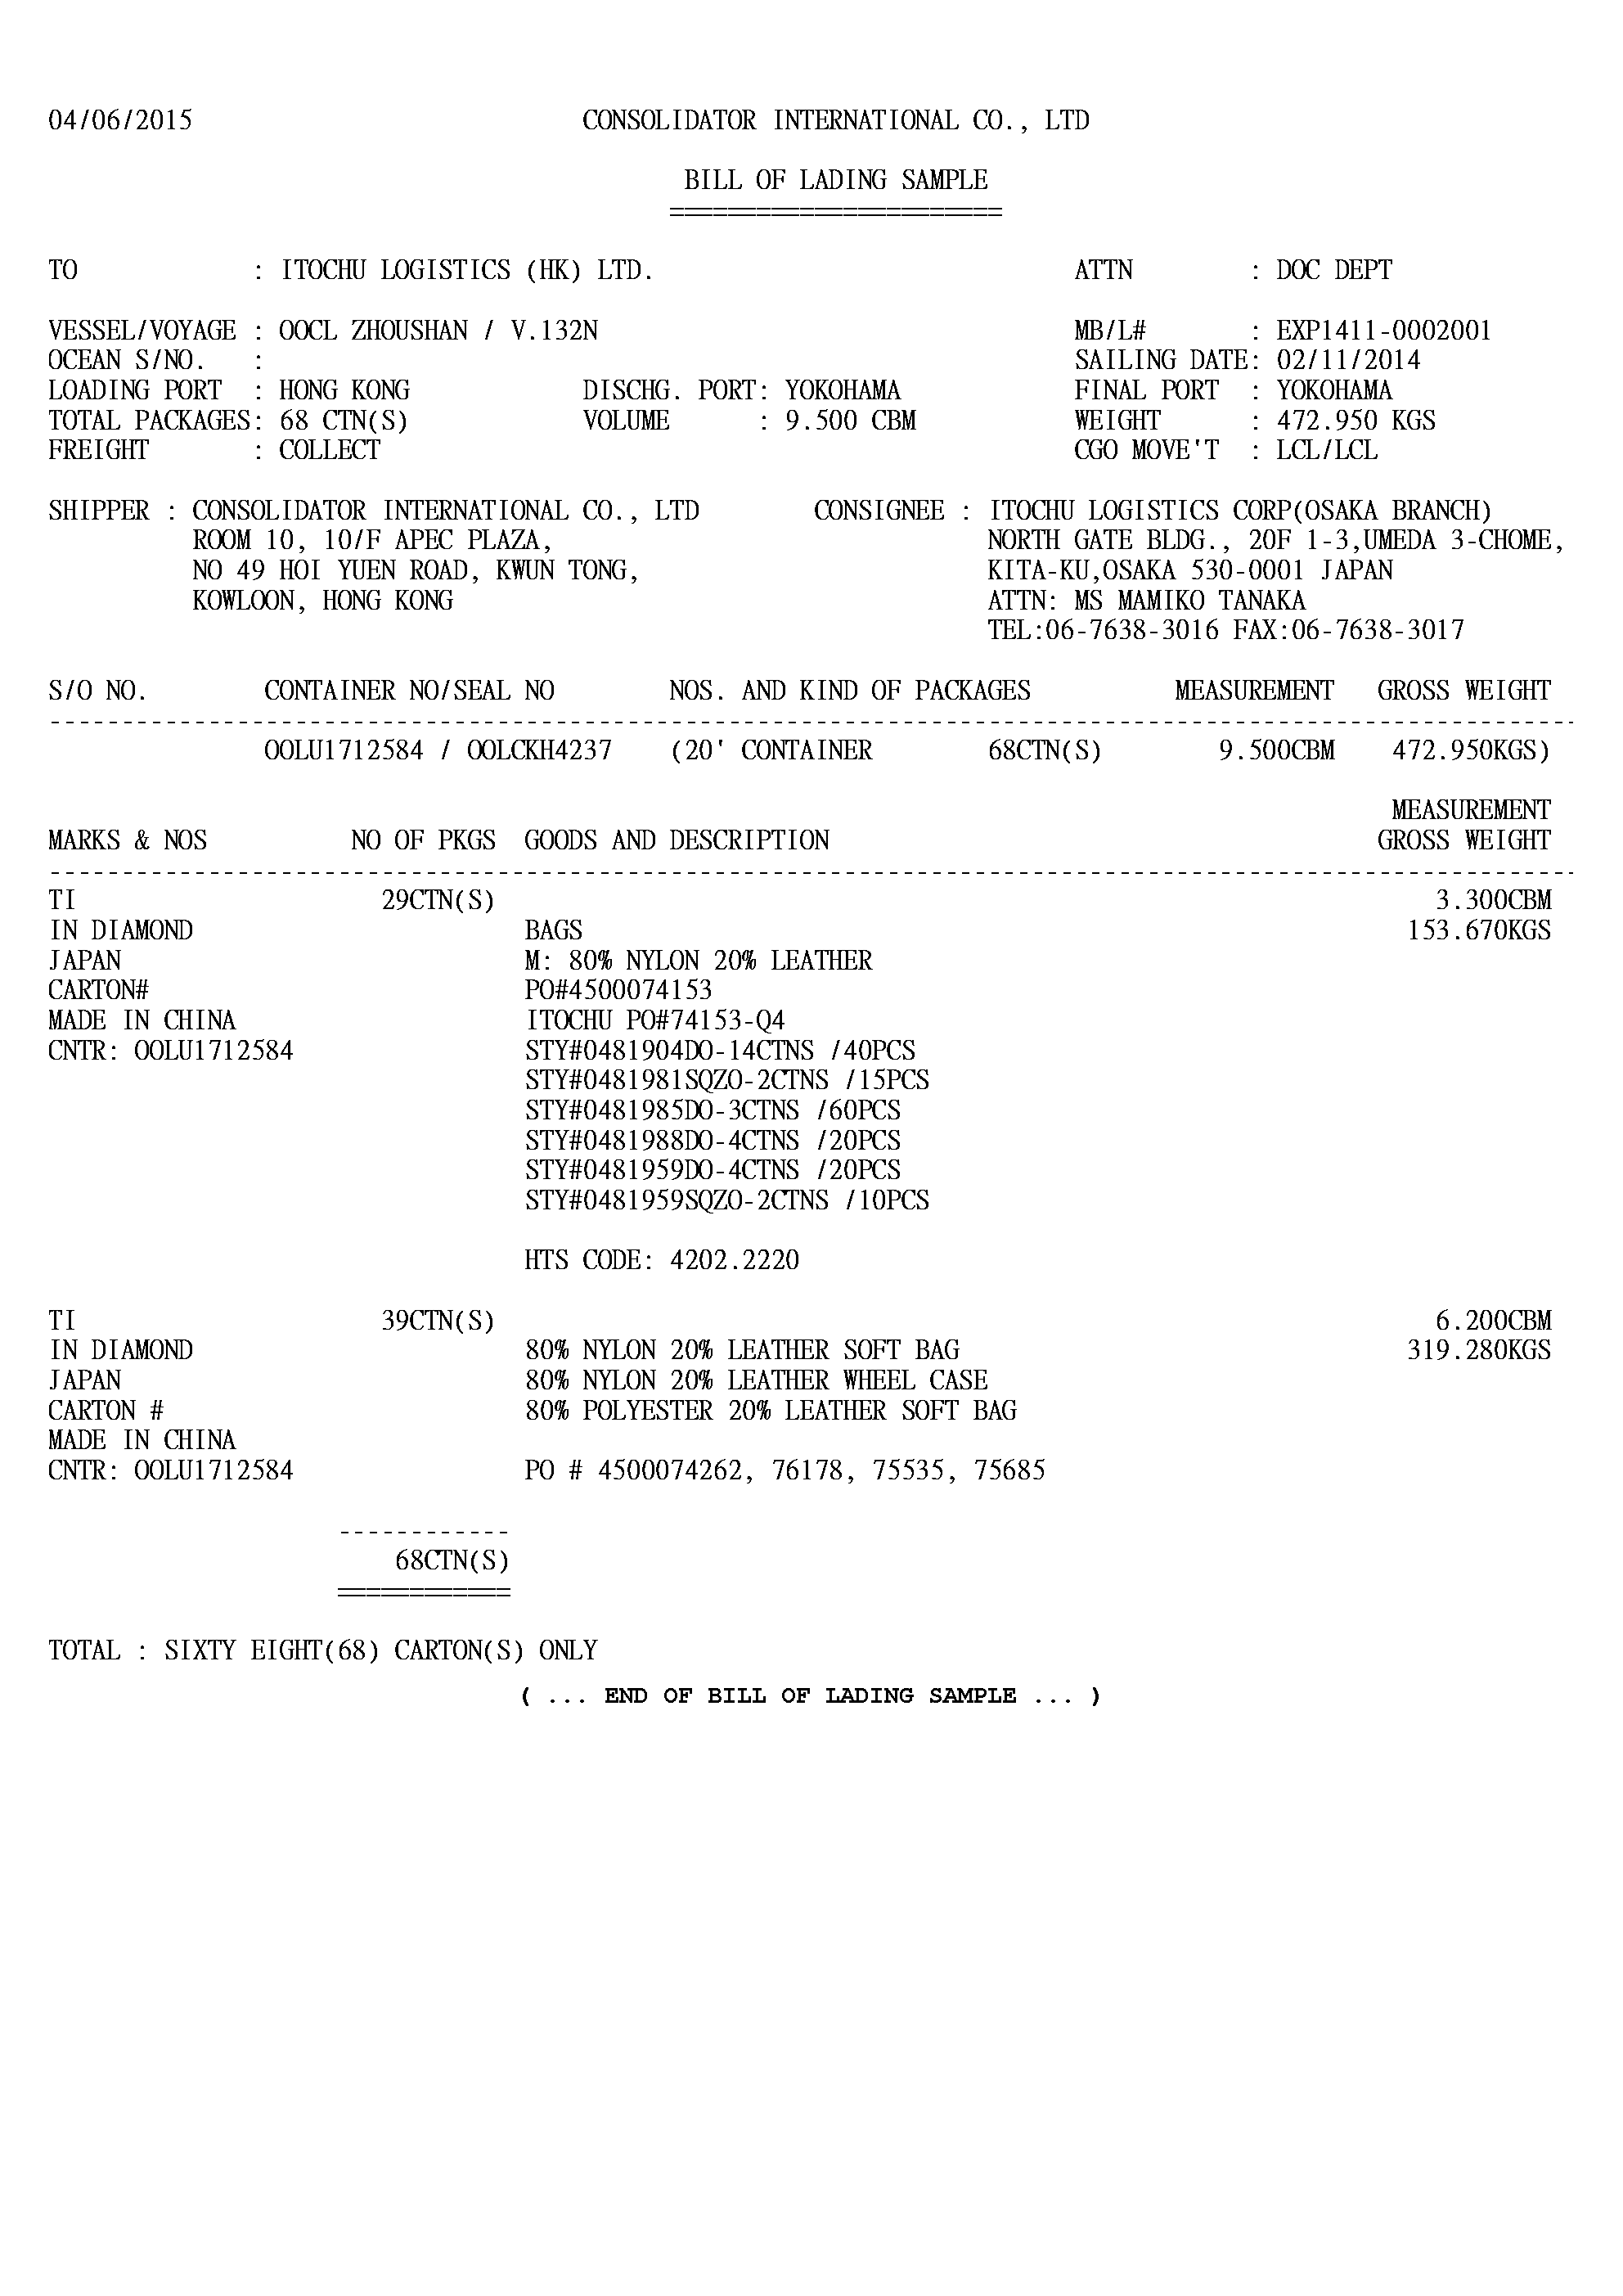 04/06/2015 CONSOLIDATOR INTERNATIONAL CO., LTD
BILL OF LADING SAMPLE
=======================
TO : ITOCHU LOGISTICS (HK) LTD. ATTN : DOC DEPT
VESSEL/VOYAGE : OOCL ZHOUSHAN / V.132N MB/L# : EXP1411-0002001
OCEAN S/NO. : SAILING DATE: 02/11/2014
LOADING PORT : HONG KONG DISCHG. PORT: YOKOHAMA FINAL PORT : YOKOHAMA
TOTAL PACKAGES: 68 CTN(S) VOLUME : 9.500 CBM WEIGHT : 472.950 KGS
FREIGHT : COLLECT CGO MOVE'T : LCL/LCL
SHIPPER : CONSOLIDATOR INTERNATIONAL CO., LTD CONSIGNEE : ITOCHU LOGISTICS CORP(OSAKA BRANCH)
ROOM 10, 10/F APEC PLAZA, NORTH GATE BLDG., 20F 1-3,UMEDA 3-CHOME,
NO 49 HOI YUEN ROAD, KWUN TONG, KITA-KU,OSAKA 530-0001 JAPAN
KOWLOON, HONG KONG ATTN: MS MAMIKO TANAKA
TEL:06-7638-3016 FAX:06-7638-3017
S/O NO. CONTAINER NO/SEAL NO NOS. AND KIND OF PACKAGES MEASUREMENT GROSS WEIGHT
OOLU1712584 / OOLCKH4237 (20' CONTAINER 68CTN(S) 9.500CBM 472.950KGS)
MEASUREMENT
MARKS & NOS NO OF PKGS GOODS AND DESCRIPTION GROSS WEIGHT
TI 29CTN(S) 3.300CBM
IN DIAMOND BAGS 153.670KGS
JAPAN M: 80% NYLON 20% LEATHER
CARTON# PO#4500074153
MADE IN CHINA ITOCHU PO#74153-Q4
CNTR: OOLU1712584 STY#0481904DO-14CTNS /40PCS
STY#0481981SQZO-2CTNS /15PCS
STY#0481985DO-3CTNS /60PCS
STY#0481988DO-4CTNS /20PCS
STY#0481959DO-4CTNS /20PCS
STY#0481959SQZO-2CTNS /10PCS
HTS CODE: 4202.2220
TI 39CTN(S) 6.200CBM
IN DIAMOND 80% NYLON 20% LEATHER SOFT BAG 319.280KGS
JAPAN 80% NYLON 20% LEATHER WHEEL CASE
CARTON # 80% POLYESTER 20% LEATHER SOFT BAG
MADE IN CHINA
CNTR: OOLU1712584 PO # 4500074262, 76178, 75535, 75685
------------
68CTN(S)
============
TOTAL : SIXTY EIGHT(68) CARTON(S) ONLY
( ... END OF BILL OF LADING SAMPLE ... )